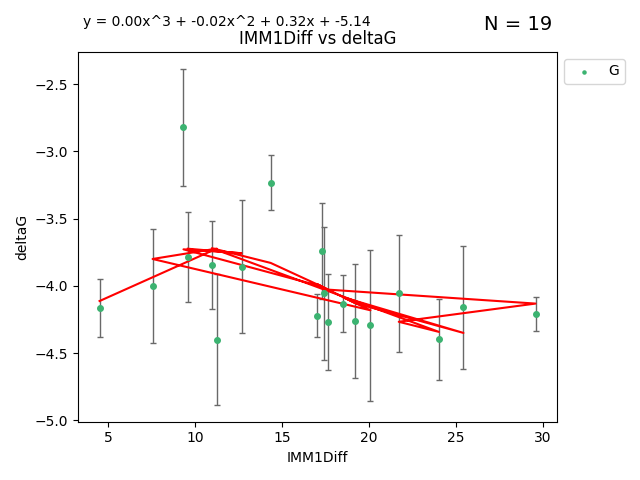 y = 0.00x^3 + -0.02x^2 + 0.32x + -5.14
N = 19
IMM1Diff vs deltaG
G
deltaG
−2.5
−3.0
−3.5
−4.0
−4.5
−5.0
5 10 15 20 25 30
IMM1Diff